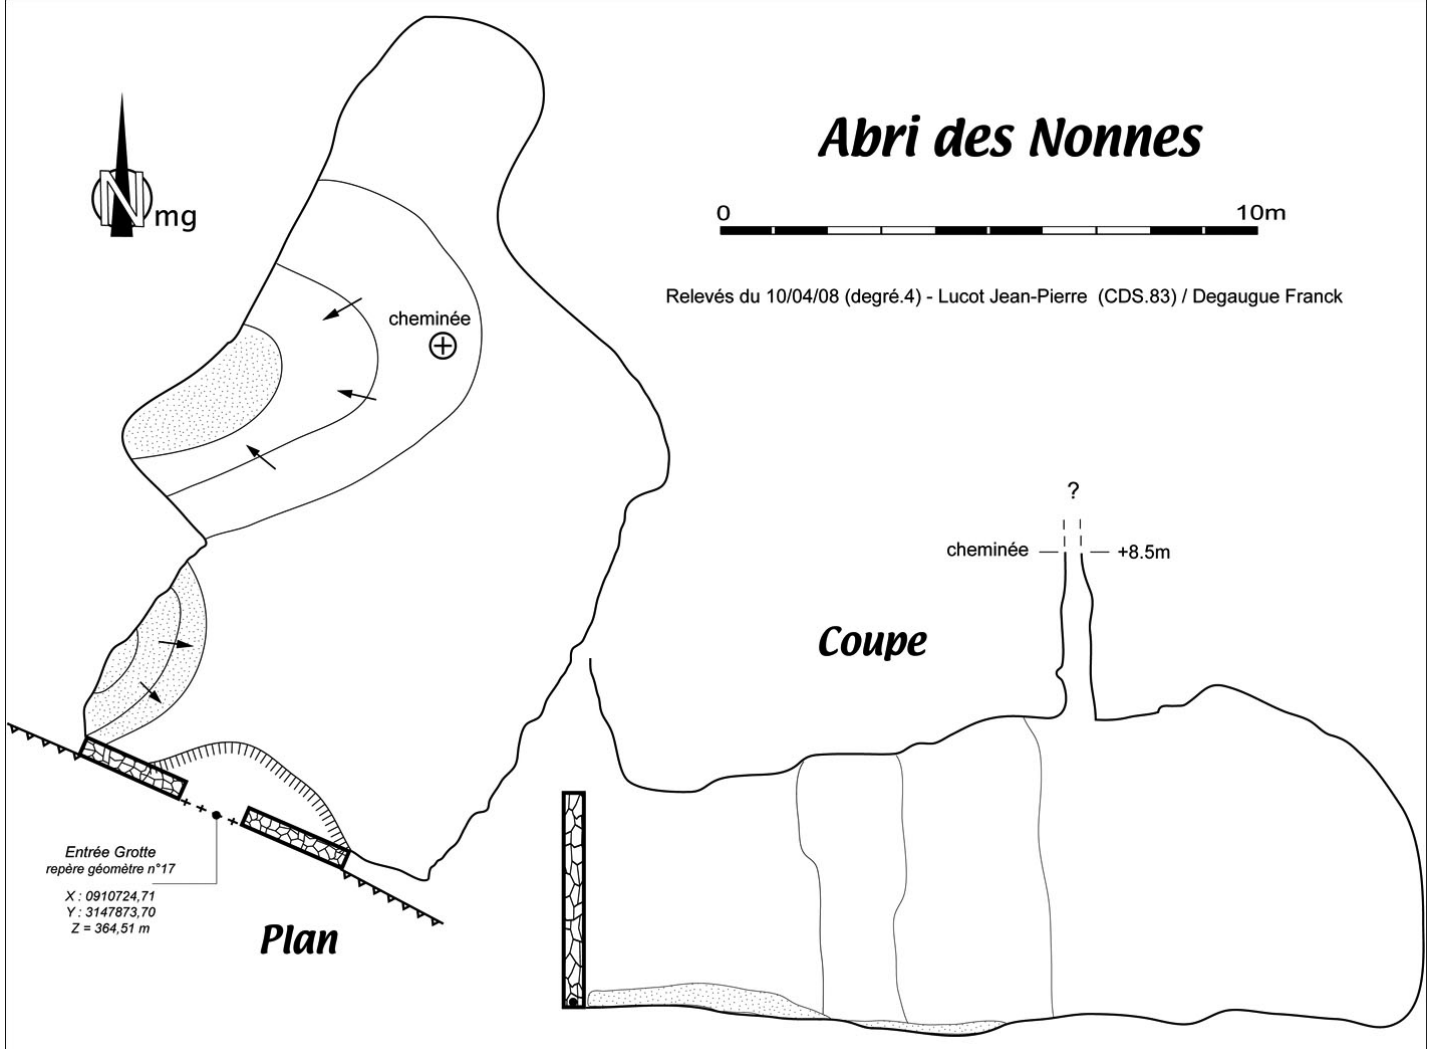 Abri des Nonnes
N mg
0 10m
Relevés du 10/04/08 (degré.4) - Lucot Jean-Pierre (CDS.83) / Degaugue Franck
cheminée
?
cheminée +8.5m
Coupe
Entrée Grotte
repère géomètre n°17
X : 0910724,71
Y : 3147873,70
Z = 364,51 m
Plan